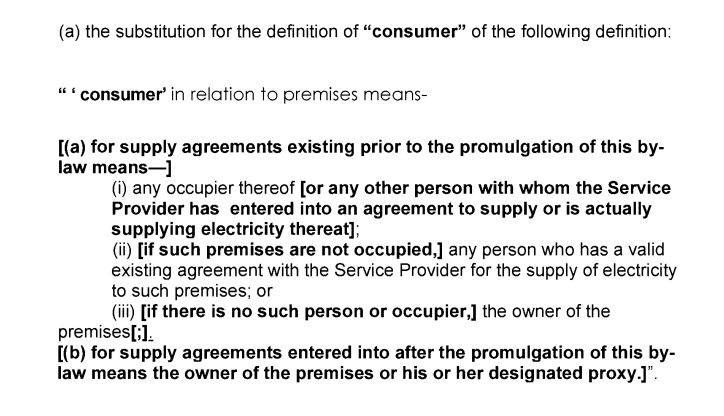 (a) the substitution for the definition of “consumer” of the following definition:
“ ‘ consumer’ in relation to premises means-
[(a) for supply agreements existing prior to the promulgation of this by-
law means—]
(i) any occupier thereof [or any other person with whom the Service
Provider has  entered into an agreement to supply or is actually
supplying electricity thereat];
(ii) [if such premises are not occupied,] any person who has a valid
existing agreement with the Service Provider for the supply of electricity
to such premises; or
(iii) [if there is no such person or occupier,] the owner of the
premises[;].
[(b) for supply agreements entered into after the promulgation of this by-
law means the owner of the premises or his or her designated proxy.]”.